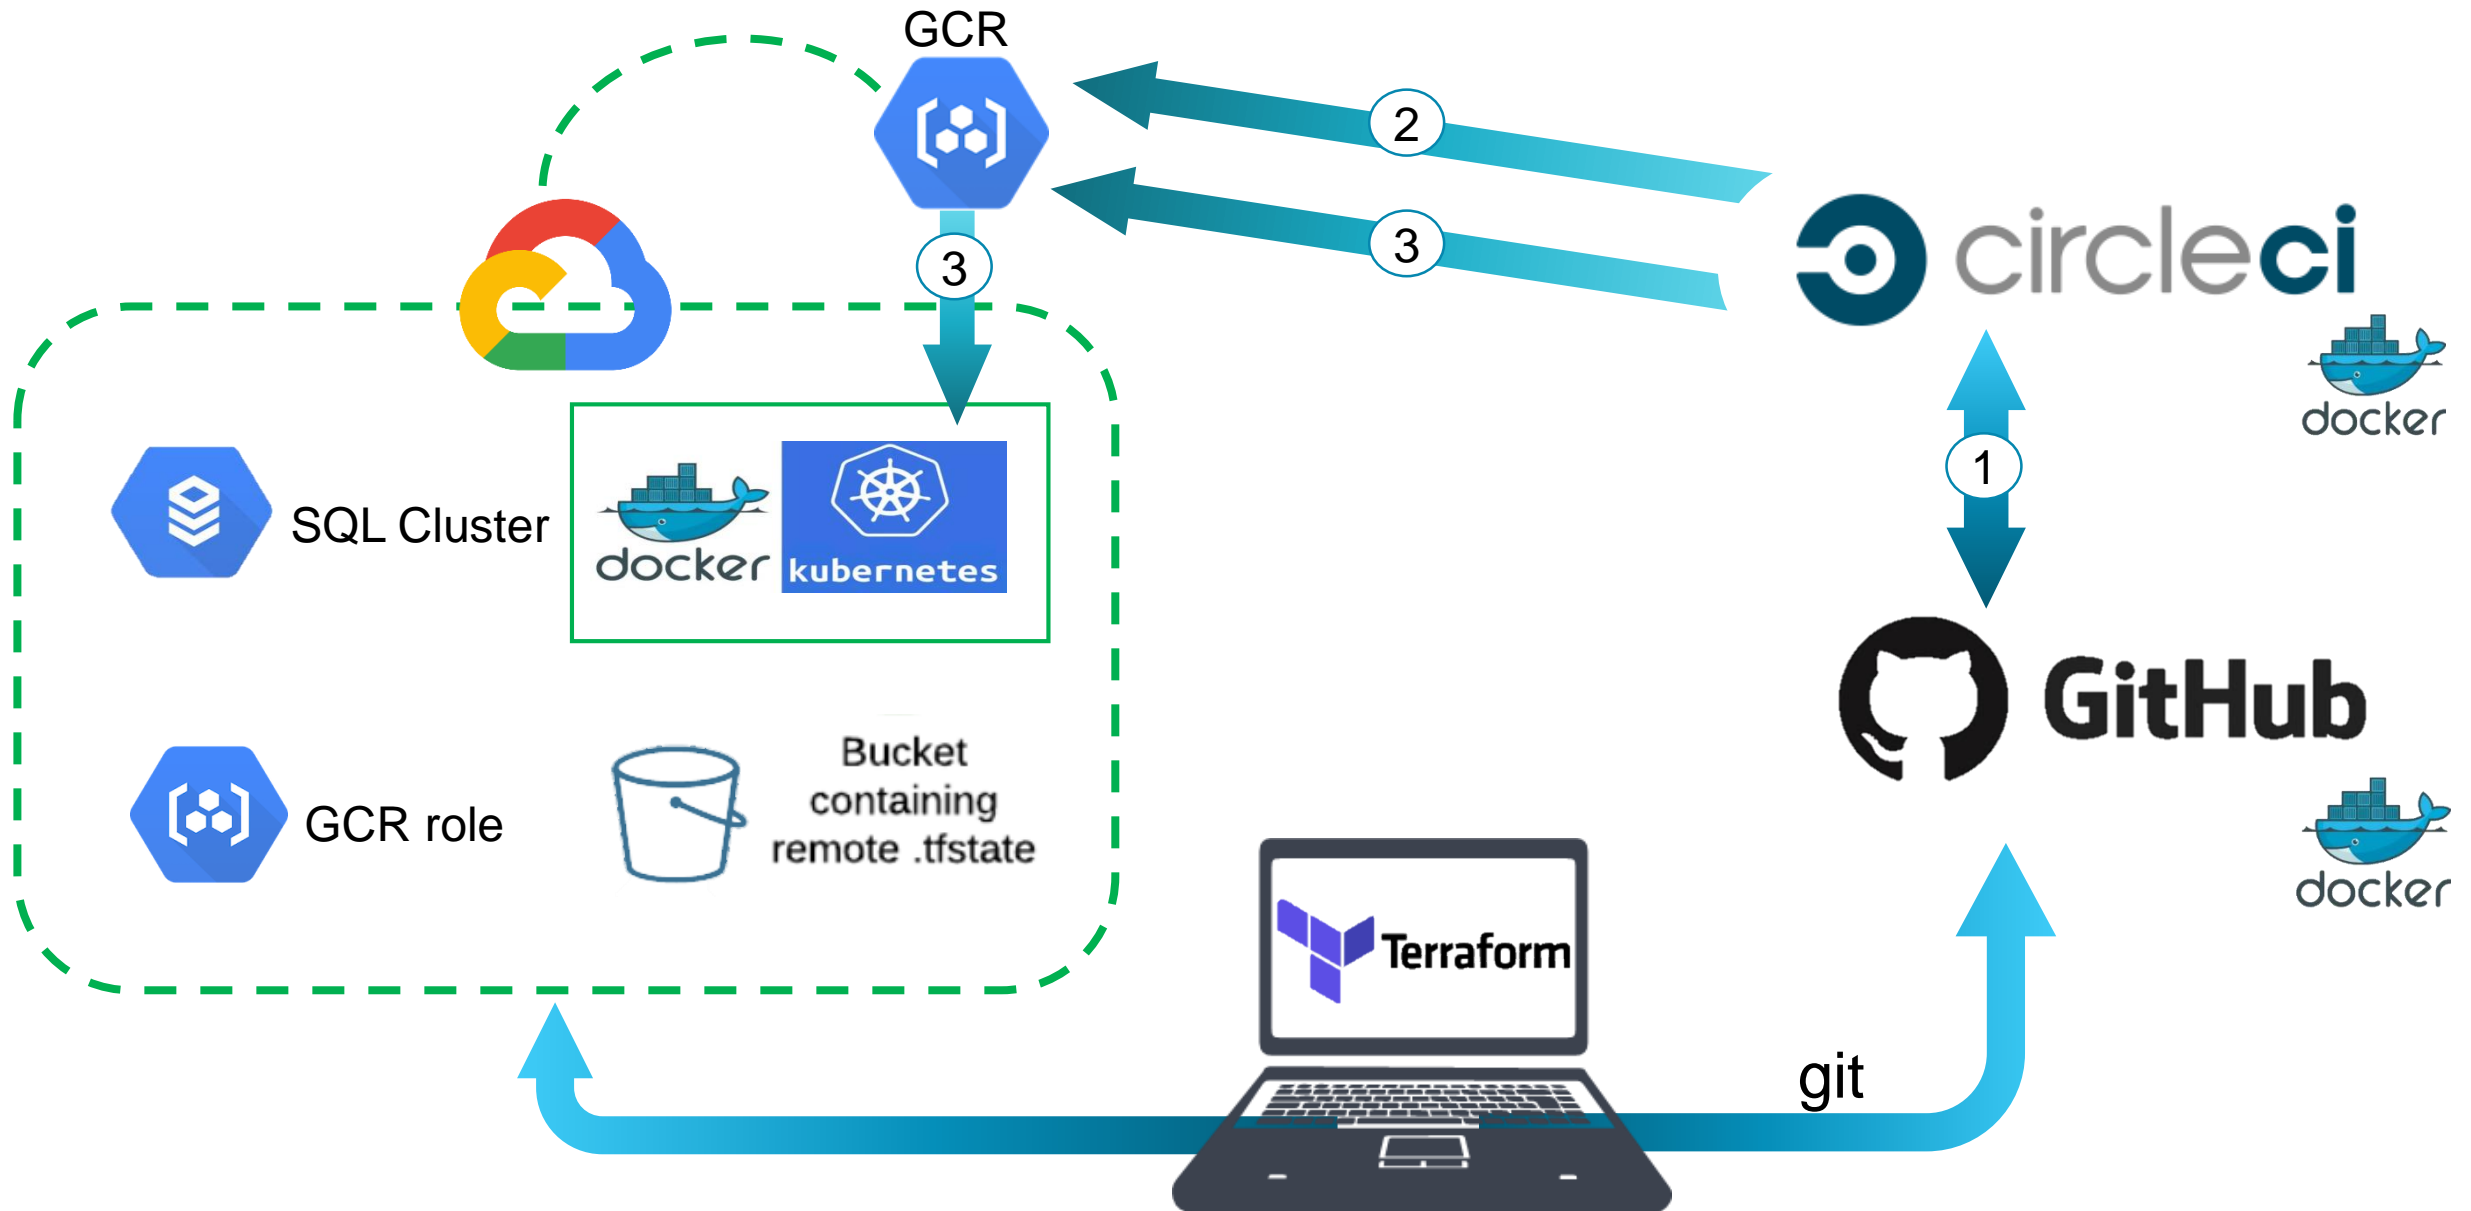 GCR
2
3
3
circleci
docker
1
SQL Cluster
docker
kubernetes
GitHub
Bucket
containing
remote .tfstate
GCR role
docker
Terraform
git